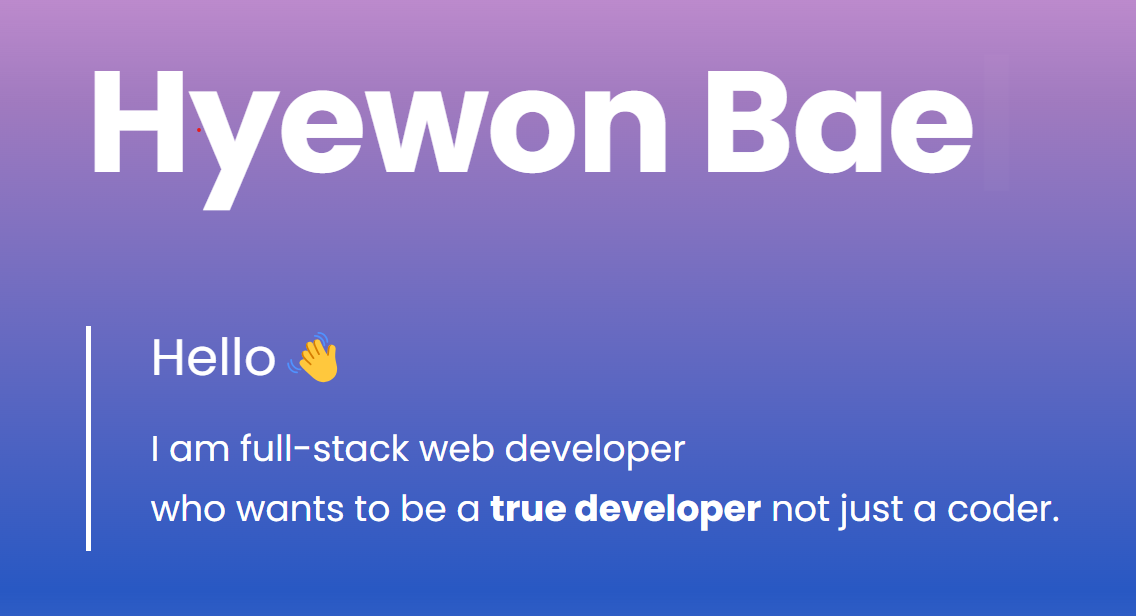 Hyewon Bae
Hello 👋
I am full-stack web developer
who wants to be a true developer not just a coder.